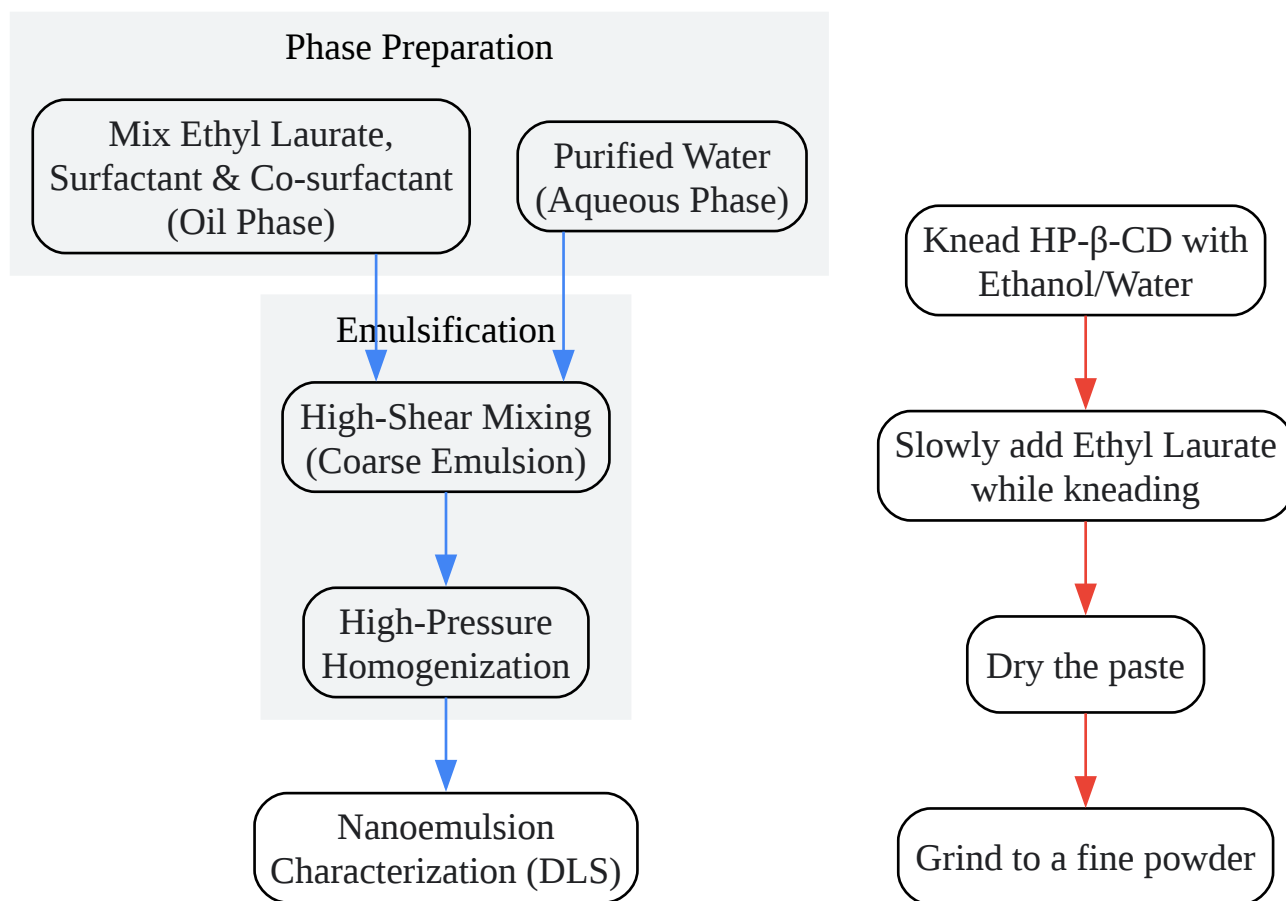 Phase Preparation
Mix Ethyl Laurate,
Surfactant & Co-surfactant
(Oil Phase)
Purified Water
(Aqueous Phase)
Emulsification
High-Shear Mixing
(Coarse Emulsion)
High-Pressure
Homogenization
Nanoemulsion
Characterization (DLS)
Knead HP-β-CD with
Ethanol/Water
Slowly add Ethyl Laurate
while kneading
Dry the paste
Grind to a fine powder